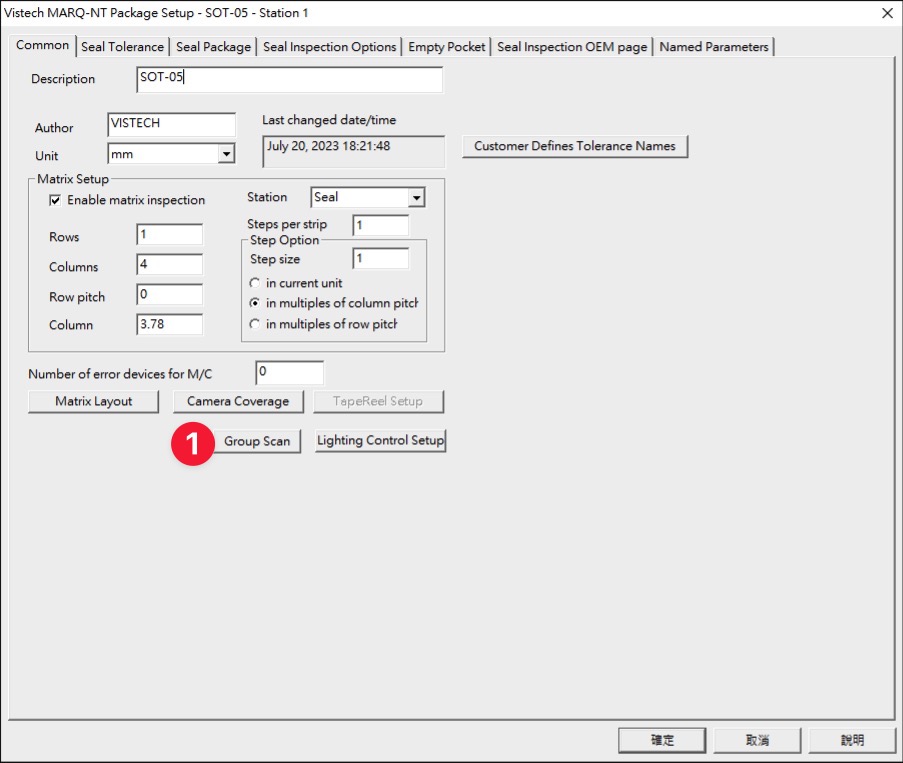 Vistech MARQ-NT Package Setup - SOT-05 - Station 1
Common Seal Tolerance Seal Package Seal Inspection Options Empty Pocket Seal Inspection OEM page Named Parameters
Description SOT-05
Author VISTECH
Last changed date/time
Unit mm
July 20, 2023 18:21:48
Customer Defines Tolerance Names
Matrix Setup
Enable matrix inspection
Station Seal
Rows 1
Steps per strip 1
Step Option
Columns 4
Step size 1
in current unit
Row pitch 0
in multiples of column pitch
Column 3.78
in multiples of row pitch
Number of error devices for M/C 0
Matrix Layout Camera Coverage TapeReel Setup
1 Group Scan Lighting Control Setup
確定 取消 說明